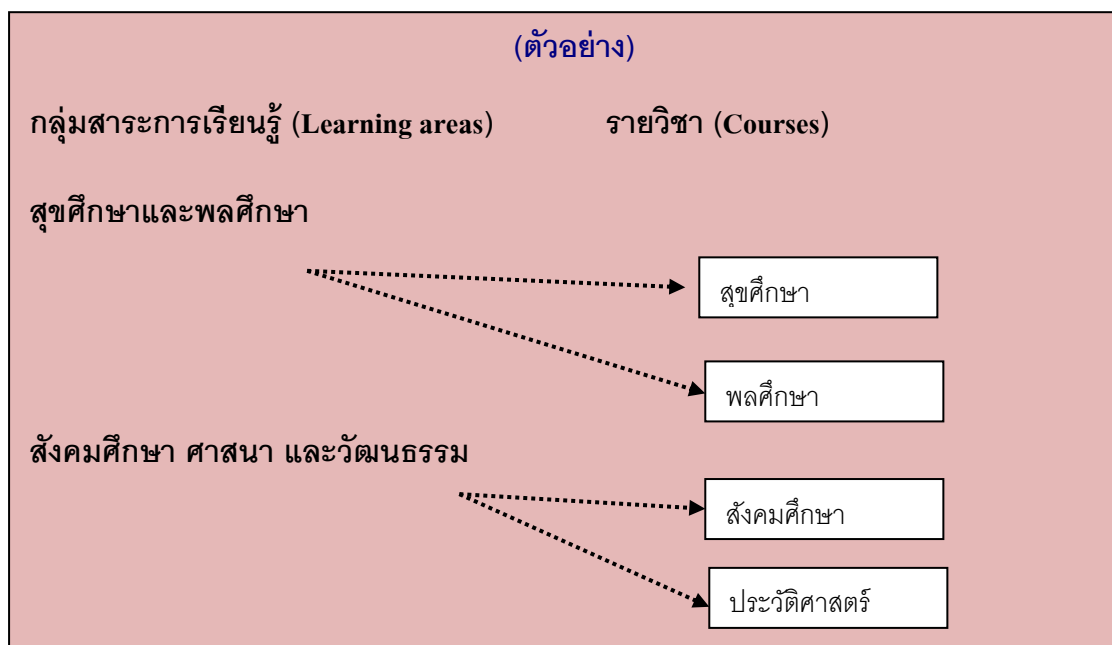 (ตัวอย่าง)
กลุ่มสาระการเรียนรู้ (Learning areas) รายวิชา (Courses)
สุขศึกษาและพลศึกษา
สุขศึกษา
พลศึกษา
สังคมศึกษา ศาสนา และวัฒนธรรม
สังคมศึกษา
ประวัติศาสตร์